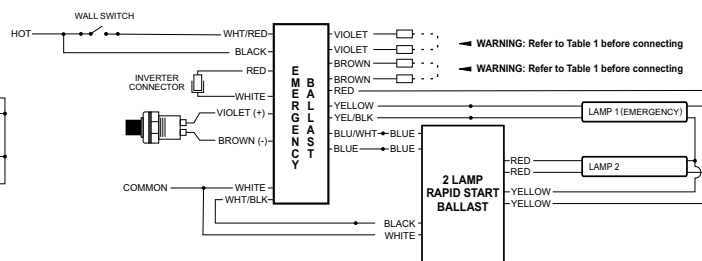 WALL SWITCH
HOT
WHT/RED
BLACK
INVERTER
CONNECTOR
RED
WHITE
VIOLET (+)
BROWN (-)
COMMON
WHITE
WHT/BLK
EMERGENCY
BALLAST
VIOLET
VIOLET
BROWN
BROWN
RED
YELLOW
YEL/BLK
BLU/WHT
BLUE
BLUE
BLUE
WARNING: Refer to Table 1 before connecting
WARNING: Refer to Table 1 before connecting
LAMP 1 (EMERGENCY)
LAMP 2
2 LAMP
RAPID START
BALLAST
RED
RED
YELLOW
YELLOW
BLACK
WHITE